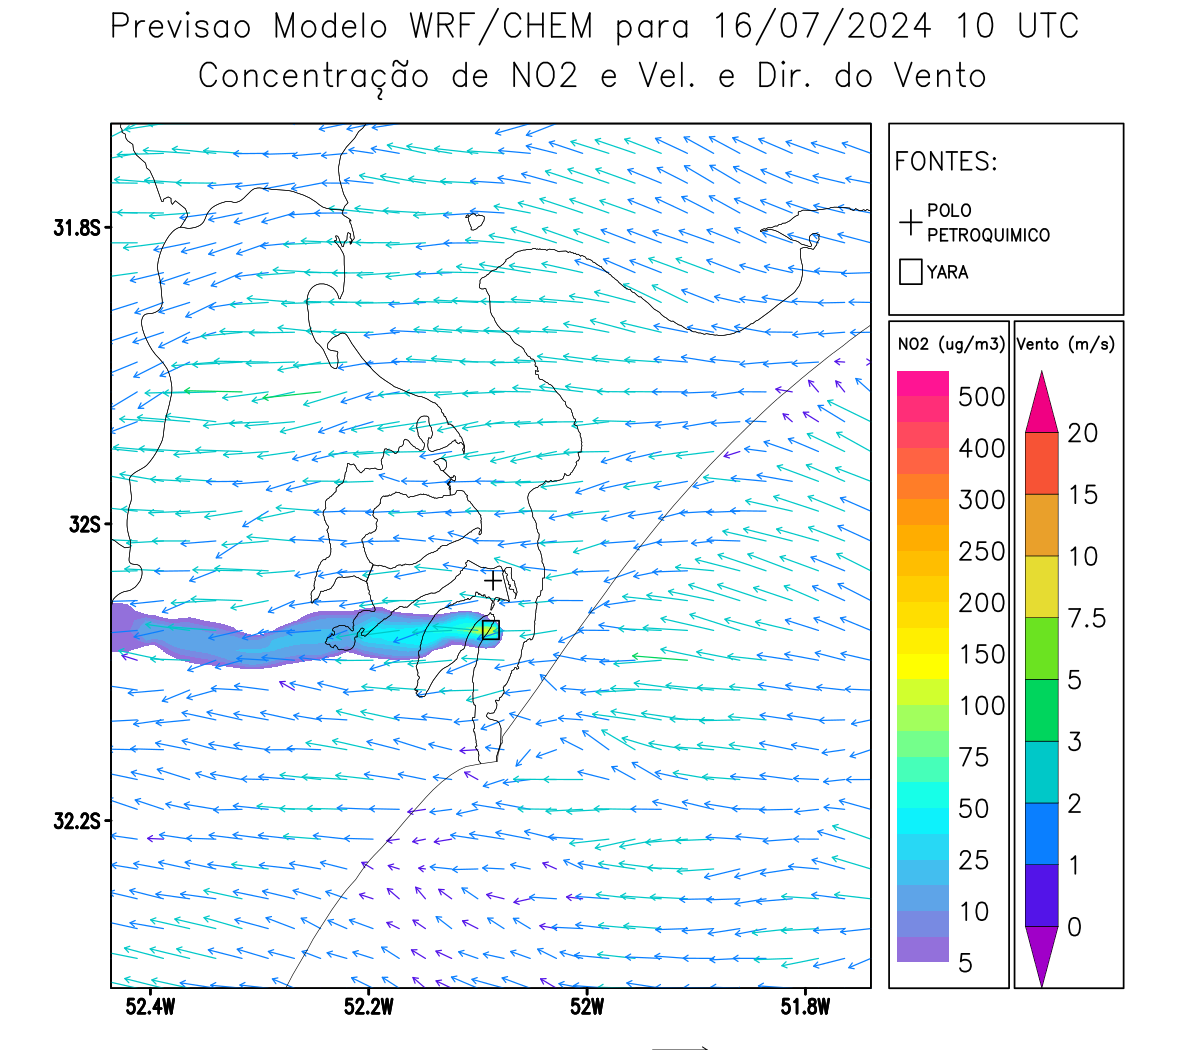 Previsao Modelo WRF/CHEM para 16/07/2024 10 UTC
Concentração de NO2 e Vel. e Dir. do Vento
FONTES:
POLO
PETROQUIMICO
YARA
NO2 (ug/m3)
500
400
300
250
200
150
100
75
50
25
10
5
Vento (m/s)
20
15
10
7.5
5
3
2
1
0
31.8S
32S
32.2S
52.4W 52.2W 52W 51.8W